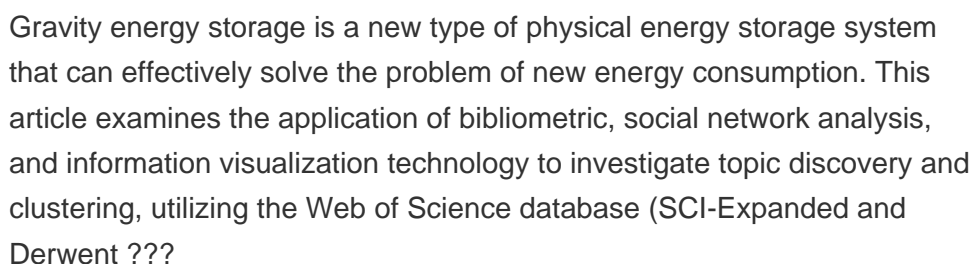 Gravity energy storage is a new type of physical energy storage system
that can effectively solve the problem of new energy consumption. This
article examines the application of bibliometric, social network analysis,
and information visualization technology to investigate topic discovery and
clustering, utilizing the Web of Science database (SCI-Expanded and
Derwent ???